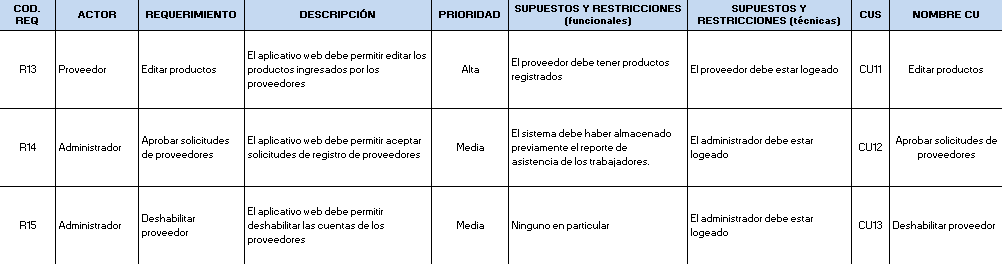 COD. REQ
ACTOR
REQUERIMIENTO
DESCRIPCIÓN
PRIORIDAD
SUPUESTOS Y RESTRICCIONES
(funcionales)
SUPUESTOS Y
RESTRICCIONES (técnicas)
CUS
NOMBRE CU
R13
Proveedor
Editar productos
El aplicativo web debe permitir editar los
productos ingresados por los
proveedores
Alta
El proveedor debe tener productos
registrados
El proveedor debe estar logeado
CU11
Editar productos
R14
Administrador
Aprobar solicitudes
de proveedores
El aplicativo web debe permitir aceptar
solicitudes de registro de proveedores
Media
El sistema debe haber almacenado
previamente el reporte de
asistencia de los trabajadores.
El administrador debe estar
logeado
CU12
Aprobar solicitudes de
proveedores
R15
Administrador
Deshabilitar
proveedor
El aplicativo web debe permitir
deshabilitar las cuentas de los
proveedores
Media
Ninguno en particular
El administrador debe estar
logeado
CU13
Deshabilitar proveedor